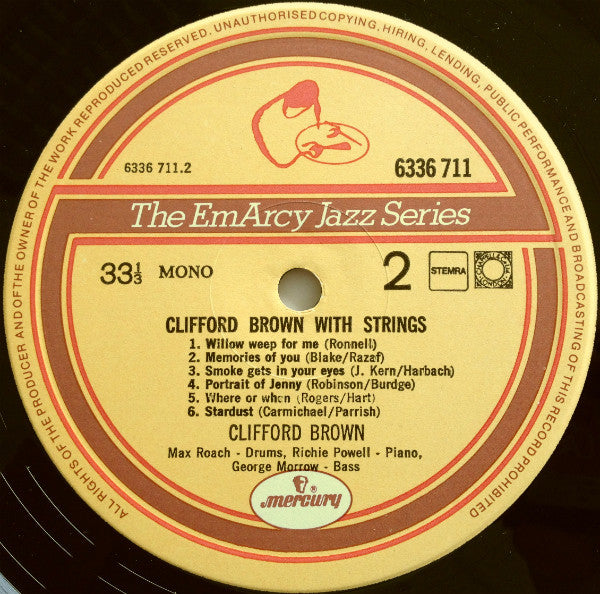 ALL RIGHTS OF THE PRODUCER AND OF THE OWNER OF THE WORK REPRODUCED RESERVED. UNAUTHORISED COPYING, HIRING, LENDING, PUBLIC PERFORMANCE AND BROADCASTING OF THIS RECORD PROHIBITED
6336 711.2
6336 711
The EmArcy Jazz Series
33 1/3 MONO
2
STEMRA
CLIFFORD BROWN WITH STRINGS
1. Willow weep for me (Ronnell)
2. Memories of you (Blake/Razaf)
3. Smoke gets in your eyes (J. Kern/Harbach)
4. Portrait of Jenny (Robinson/Burdge)
5. Where or when (Rogers/Hart)
6. Stardust (Carmichael/Parrish)
CLIFFORD BROWN
Max Roach - Drums, Richie Powell - Piano,
George Morrow - Bass
®
mercury